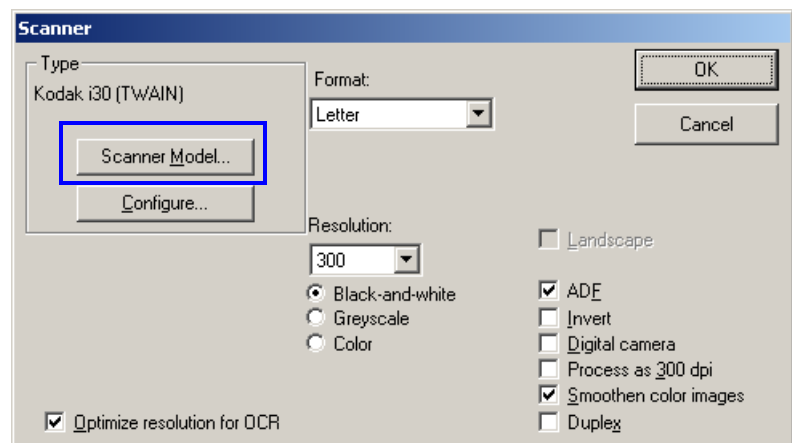 Scanner
Type
Kodak i30 (TWAIN)
Scanner Model...
Configure...
Format:
Letter
OK
Cancel
Resolution:
300
Black-and-white
Greyscale
Color
Landscape
ADF
Invert
Digital camera
Process as 300 dpi
Smoothen color images
Duplex
Optimize resolution for OCR